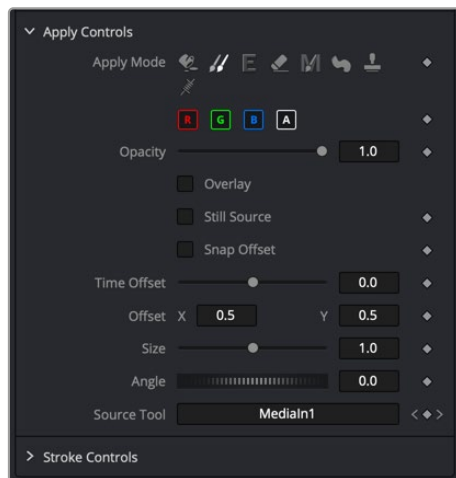 Apply Controls
Apply Mode E M
R G B A
Opacity 1.0
Overlay
Still Source
Snap Offset
Time Offset 0.0
Offset X 0.5 Y 0.5
Size 1.0
Angle 0.0
Source Tool MediaIn1
Stroke Controls